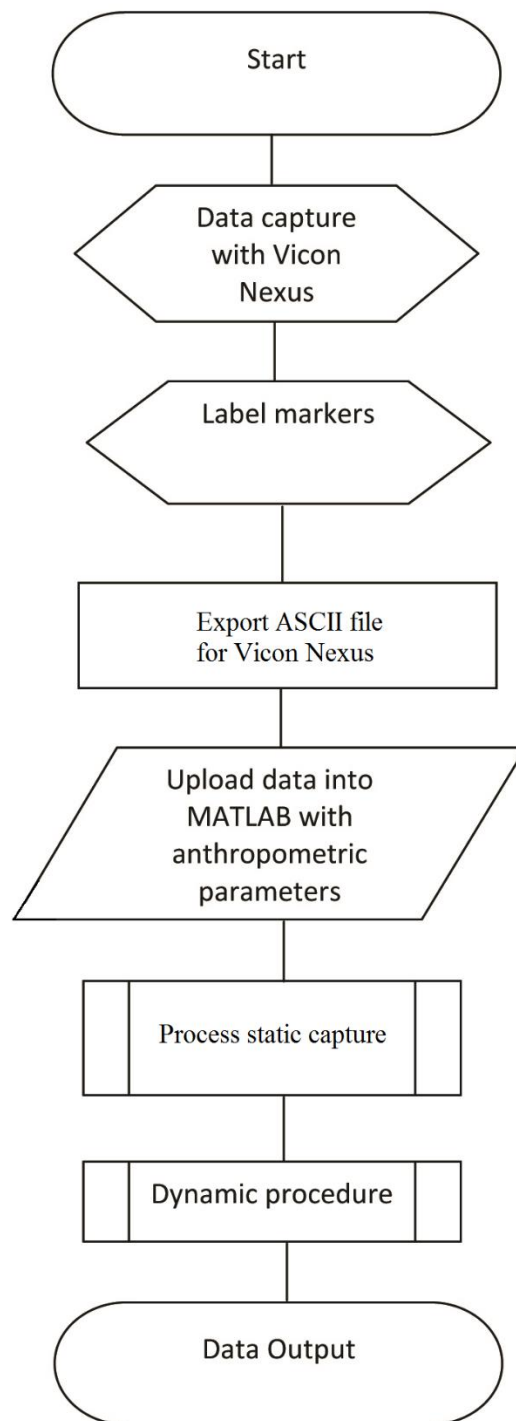 Start
Data capture
with Vicon
Nexus
Label markers
Export ASCII file
for Vicon Nexus
Upload data into
MATLAB with
anthropometric
parameters
Process static capture
Dynamic procedure
Data Output